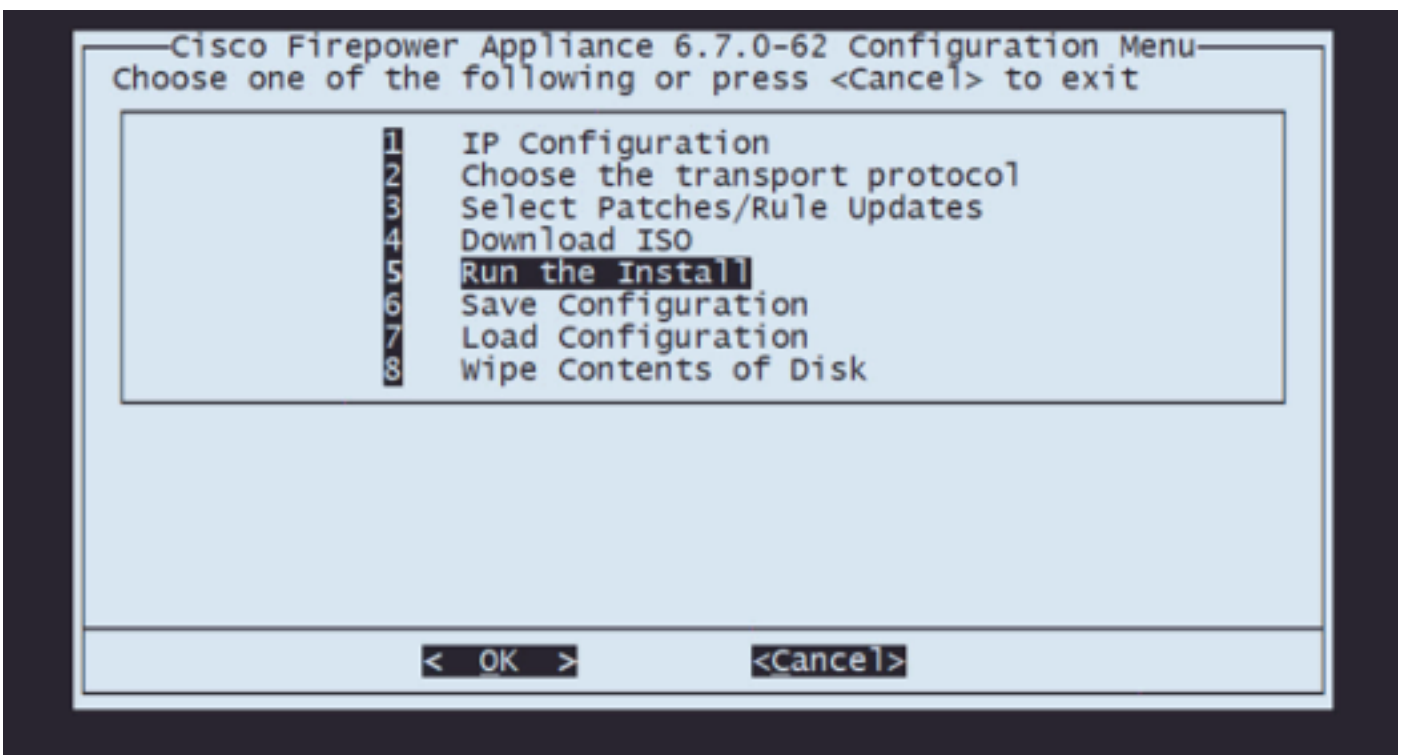 Cisco Firepower Appliance 6.7.0-62 Configuration Menu
Choose one of the following or press <Cancel> to exit
1 IP Configuration
2 Choose the transport protocol
3 Select Patches/Rule Updates
4 Download ISO
5 Run the Install
6 Save Configuration
7 Load Configuration
8 Wipe Contents of Disk
< OK > <Cancel>